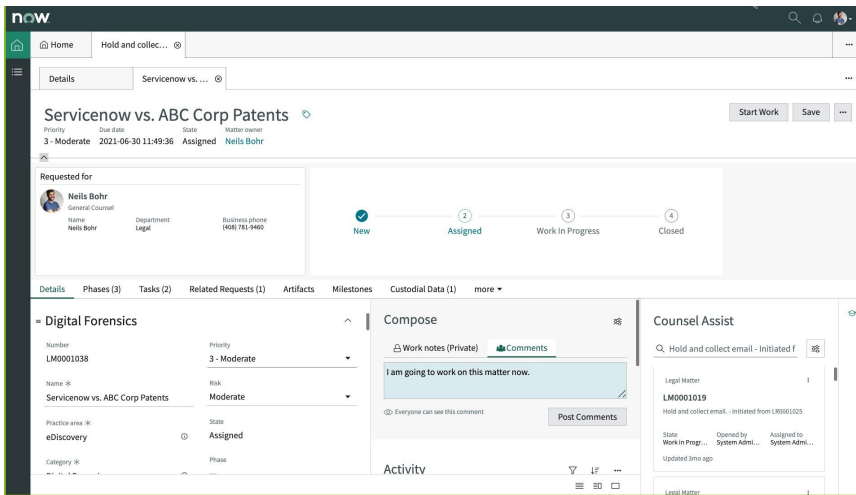 now
Home
Hold and collec...
Details
Servicenow vs. ...
Servicenow vs. ABC Corp Patents
Start Work
Save
Priority
Due date
State
Matter owner
3 - Moderate
2021-06-30 11:49:36
Assigned
Neils Bohr
Requested for
Neils Bohr
General Counsel
Name
Department
Business phone
Neils Bohr
Legal
(408) 781-9460
2
3
4
New
Assigned
Work In Progress
Closed
Details
Phases (3)
Tasks (2)
Related Requests (1)
Artifacts
Milestones
Custodial Data (1)
more
Digital Forensics
Number
LM0001038
Priority
3 - Moderate
Name
Servicenow vs. ABC Corp Patents
Risk
Moderate
Practice area
eDiscovery
State
Assigned
Category
Phase
Compose
Work notes (Private)
Comments
I am going to work on this matter now.
Everyone can see this comment
Post Comments
Activity
Counsel Assist
Hold and collect email - Initiated f
Legal Matter
LM0001019
Hold and collect email. - Initiated from LR0001025
State
Opened by
Assigned to
Work in Progr...
System Admi...
System Admi...
Updated 3mo ago
Legal Matter